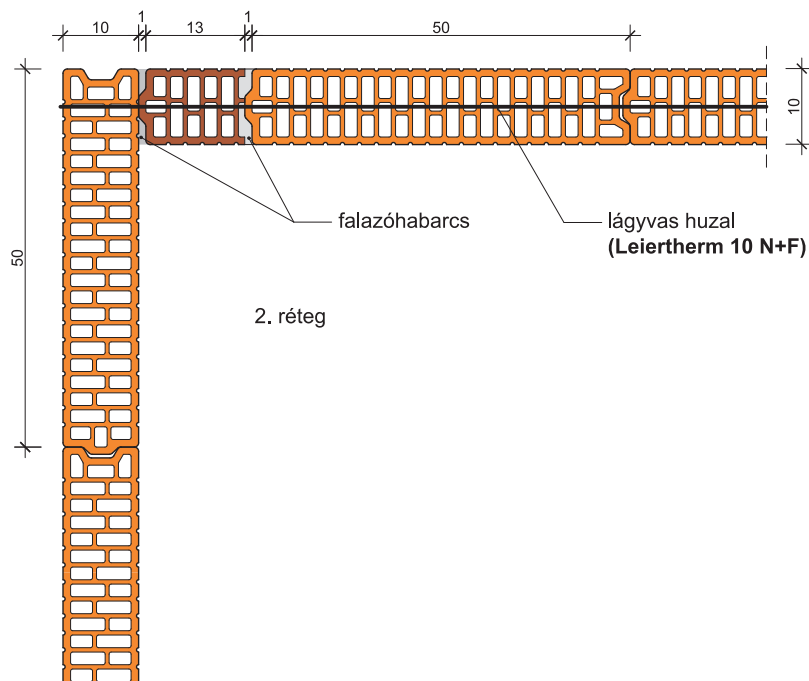 1 1
10 13 50
10
50
falazóhabarcs
lágyvas huzal
(Leiertherm 10 N+F)
2. réteg